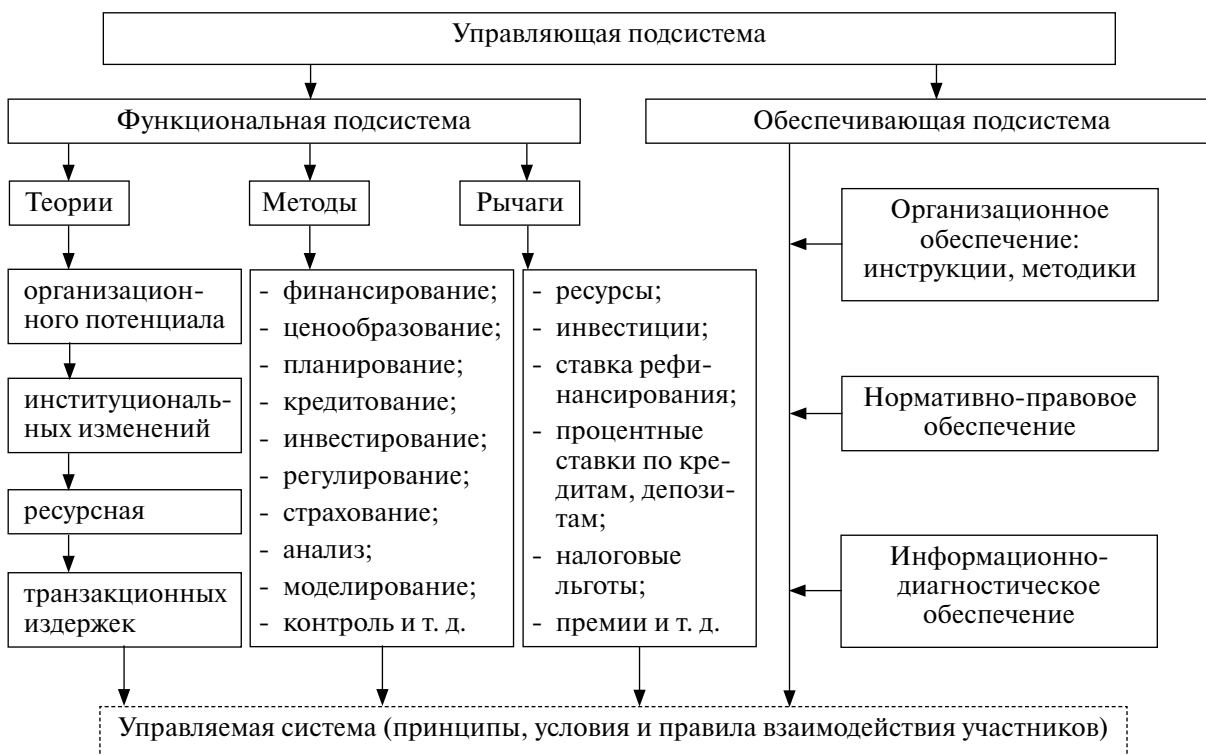 Управляющая подсистема
Функциональная подсистема
Обеспечивающая подсистема
Теории
Методы
Рычаги
организацион-
ного потенциала
институциональ-
ных изменений
ресурсная
транзакционных
издержек
- финансирование;
- ценообразование;
- планирование;
- кредитование;
- инвестирование;
- регулирование;
- страхование;
- анализ;
- моделирование;
- контроль и т. д.
- ресурсы;
- инвестиции;
- ставка рефи-
нансирования;
- процентные
ставки по кре-
дитам, депози-
там;
- налоговые
льготы;
- премии и т. д.
Организационное
обеспечение:
инструкции, методики
Нормативно-правовое
обеспечение
Информационно-
диагностическое
обеспечение
Управляемая система (принципы, условия и правила взаимодействия участников)